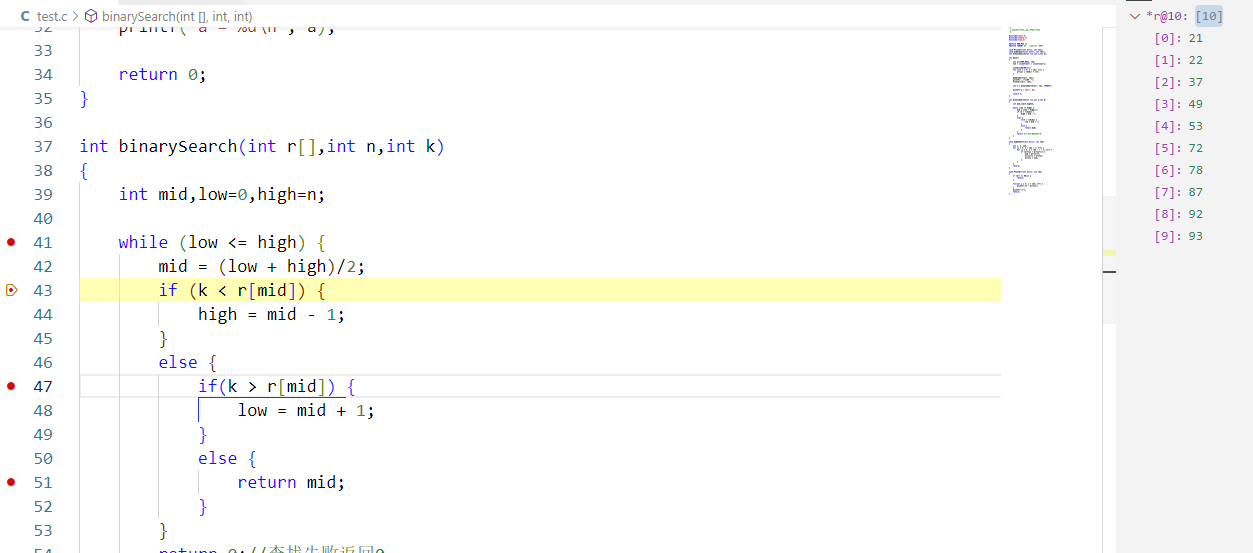 C test.c > binarySearch(int [], int, int)
32 printf("a = %d\n", a);
33
34 return 0;
35 }
36
37 int binarySearch(int r[],int n,int k)
38 {
39 int mid,low=0,high=n;
40
41 while (low <= high) {
42 mid = (low + high)/2;
43 if (k < r[mid]) {
44 high = mid - 1;
45 }
46 else {
47 if(k > r[mid]) {
48 low = mid + 1;
49 }
50 else {
51 return mid;
52 }
53 }
54 return 0;//查找失败返回0
*r@10: [10]
[0]: 21
[1]: 22
[2]: 37
[3]: 49
[4]: 53
[5]: 72
[6]: 78
[7]: 87
[8]: 92
[9]: 93